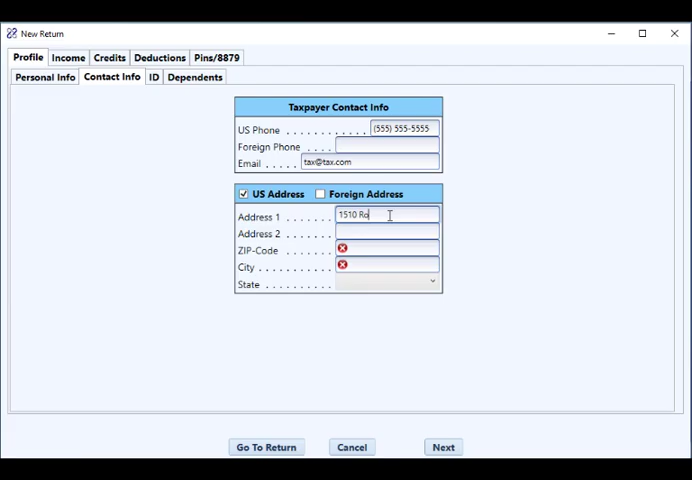 New Return
Profile Income Credits Deductions Pins/8879
Personal Info Contact Info ID Dependents
Taxpayer Contact Info
US Phone . . . . . . . . . . . . (555) 555-5555
Foreign Phone . . . .
Email . . . . . tax@tax.com
US Address Foreign Address
Address 1 . . . . . . . 1510 Ro
Address 2 . . . . . . .
ZIP-Code . . . . . . .
City . . . . . . . . . . .
State . . . . . . . . . .
Go To Return Cancel Next